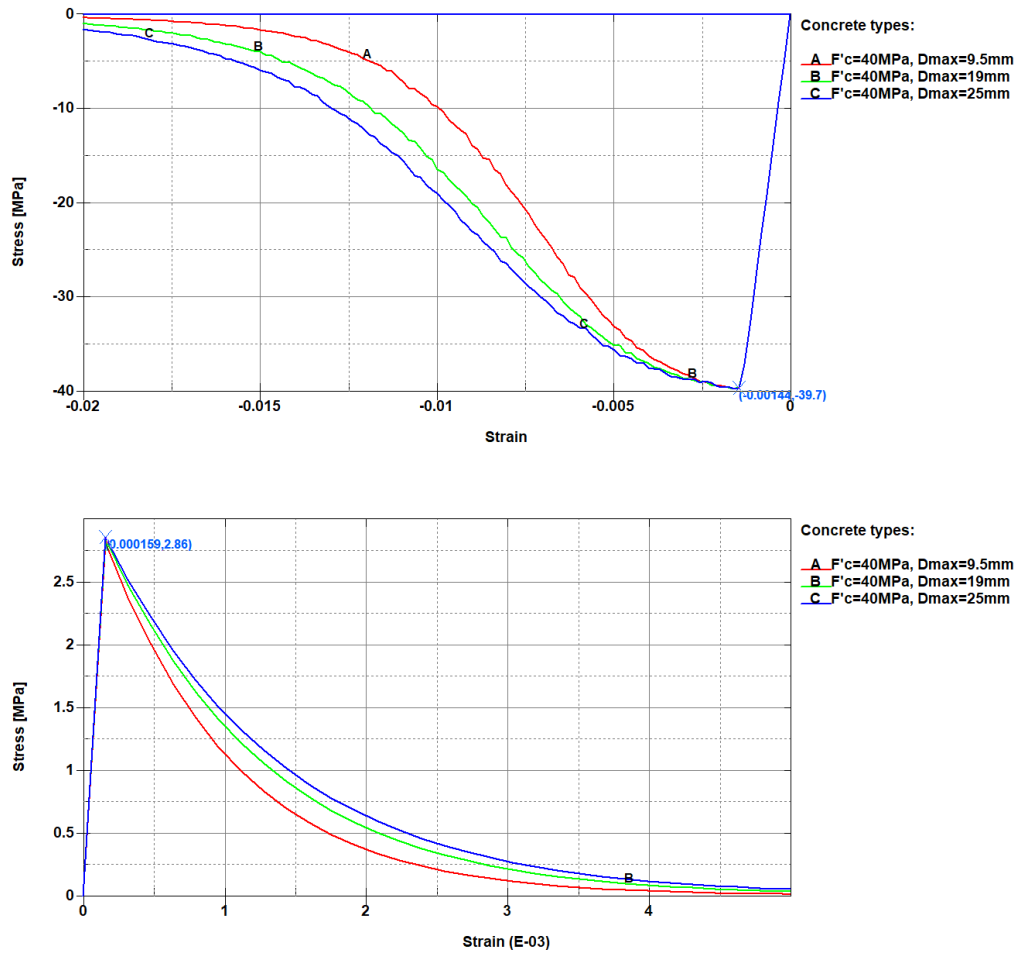 Concrete types:
A F'c=40MPa, Dmax=9.5mm
B F'c=40MPa, Dmax=19mm
C F'c=40MPa, Dmax=25mm
Stress [MPa]
0
-10
-20
-30
-40
A
B
C
C
B
(-0.00144,-39.7)
-0.02
-0.015
-0.01
-0.005
0
Strain
Concrete types:
A F'c=40MPa, Dmax=9.5mm
B F'c=40MPa, Dmax=19mm
C F'c=40MPa, Dmax=25mm
Stress [MPa]
(0.000159,2.86)
2.5
2
1.5
1
0.5
0
B
0
1
2
3
4
Strain (E-03)